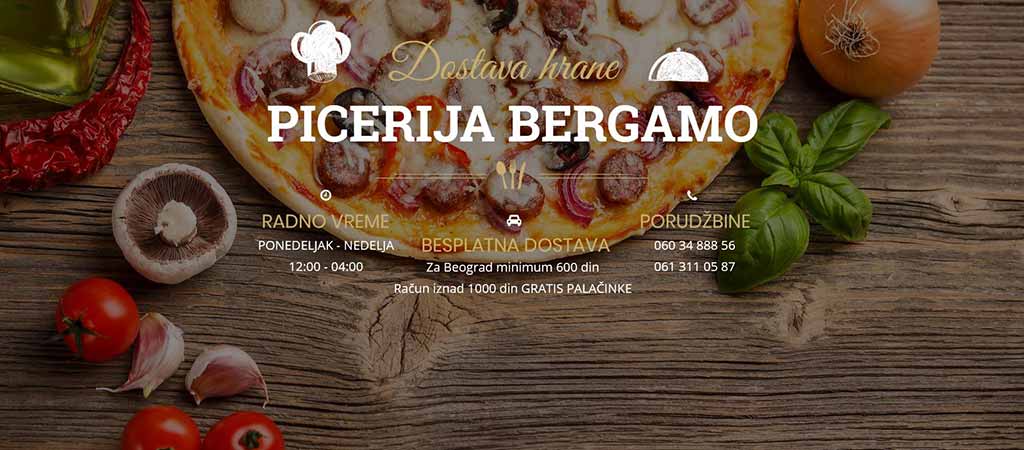 Dostava hrane
PICERIJA BERGAMO
RADNO VREME
PONEDELJAK - NEDELJA
12:00 - 04:00
BESPLATNA DOSTAVA
Za Beograd minimum 600 din
Račun iznad 1000 din GRATIS PALAČINKE
PORUDŽBINE
060 34 888 56
061 311 05 87